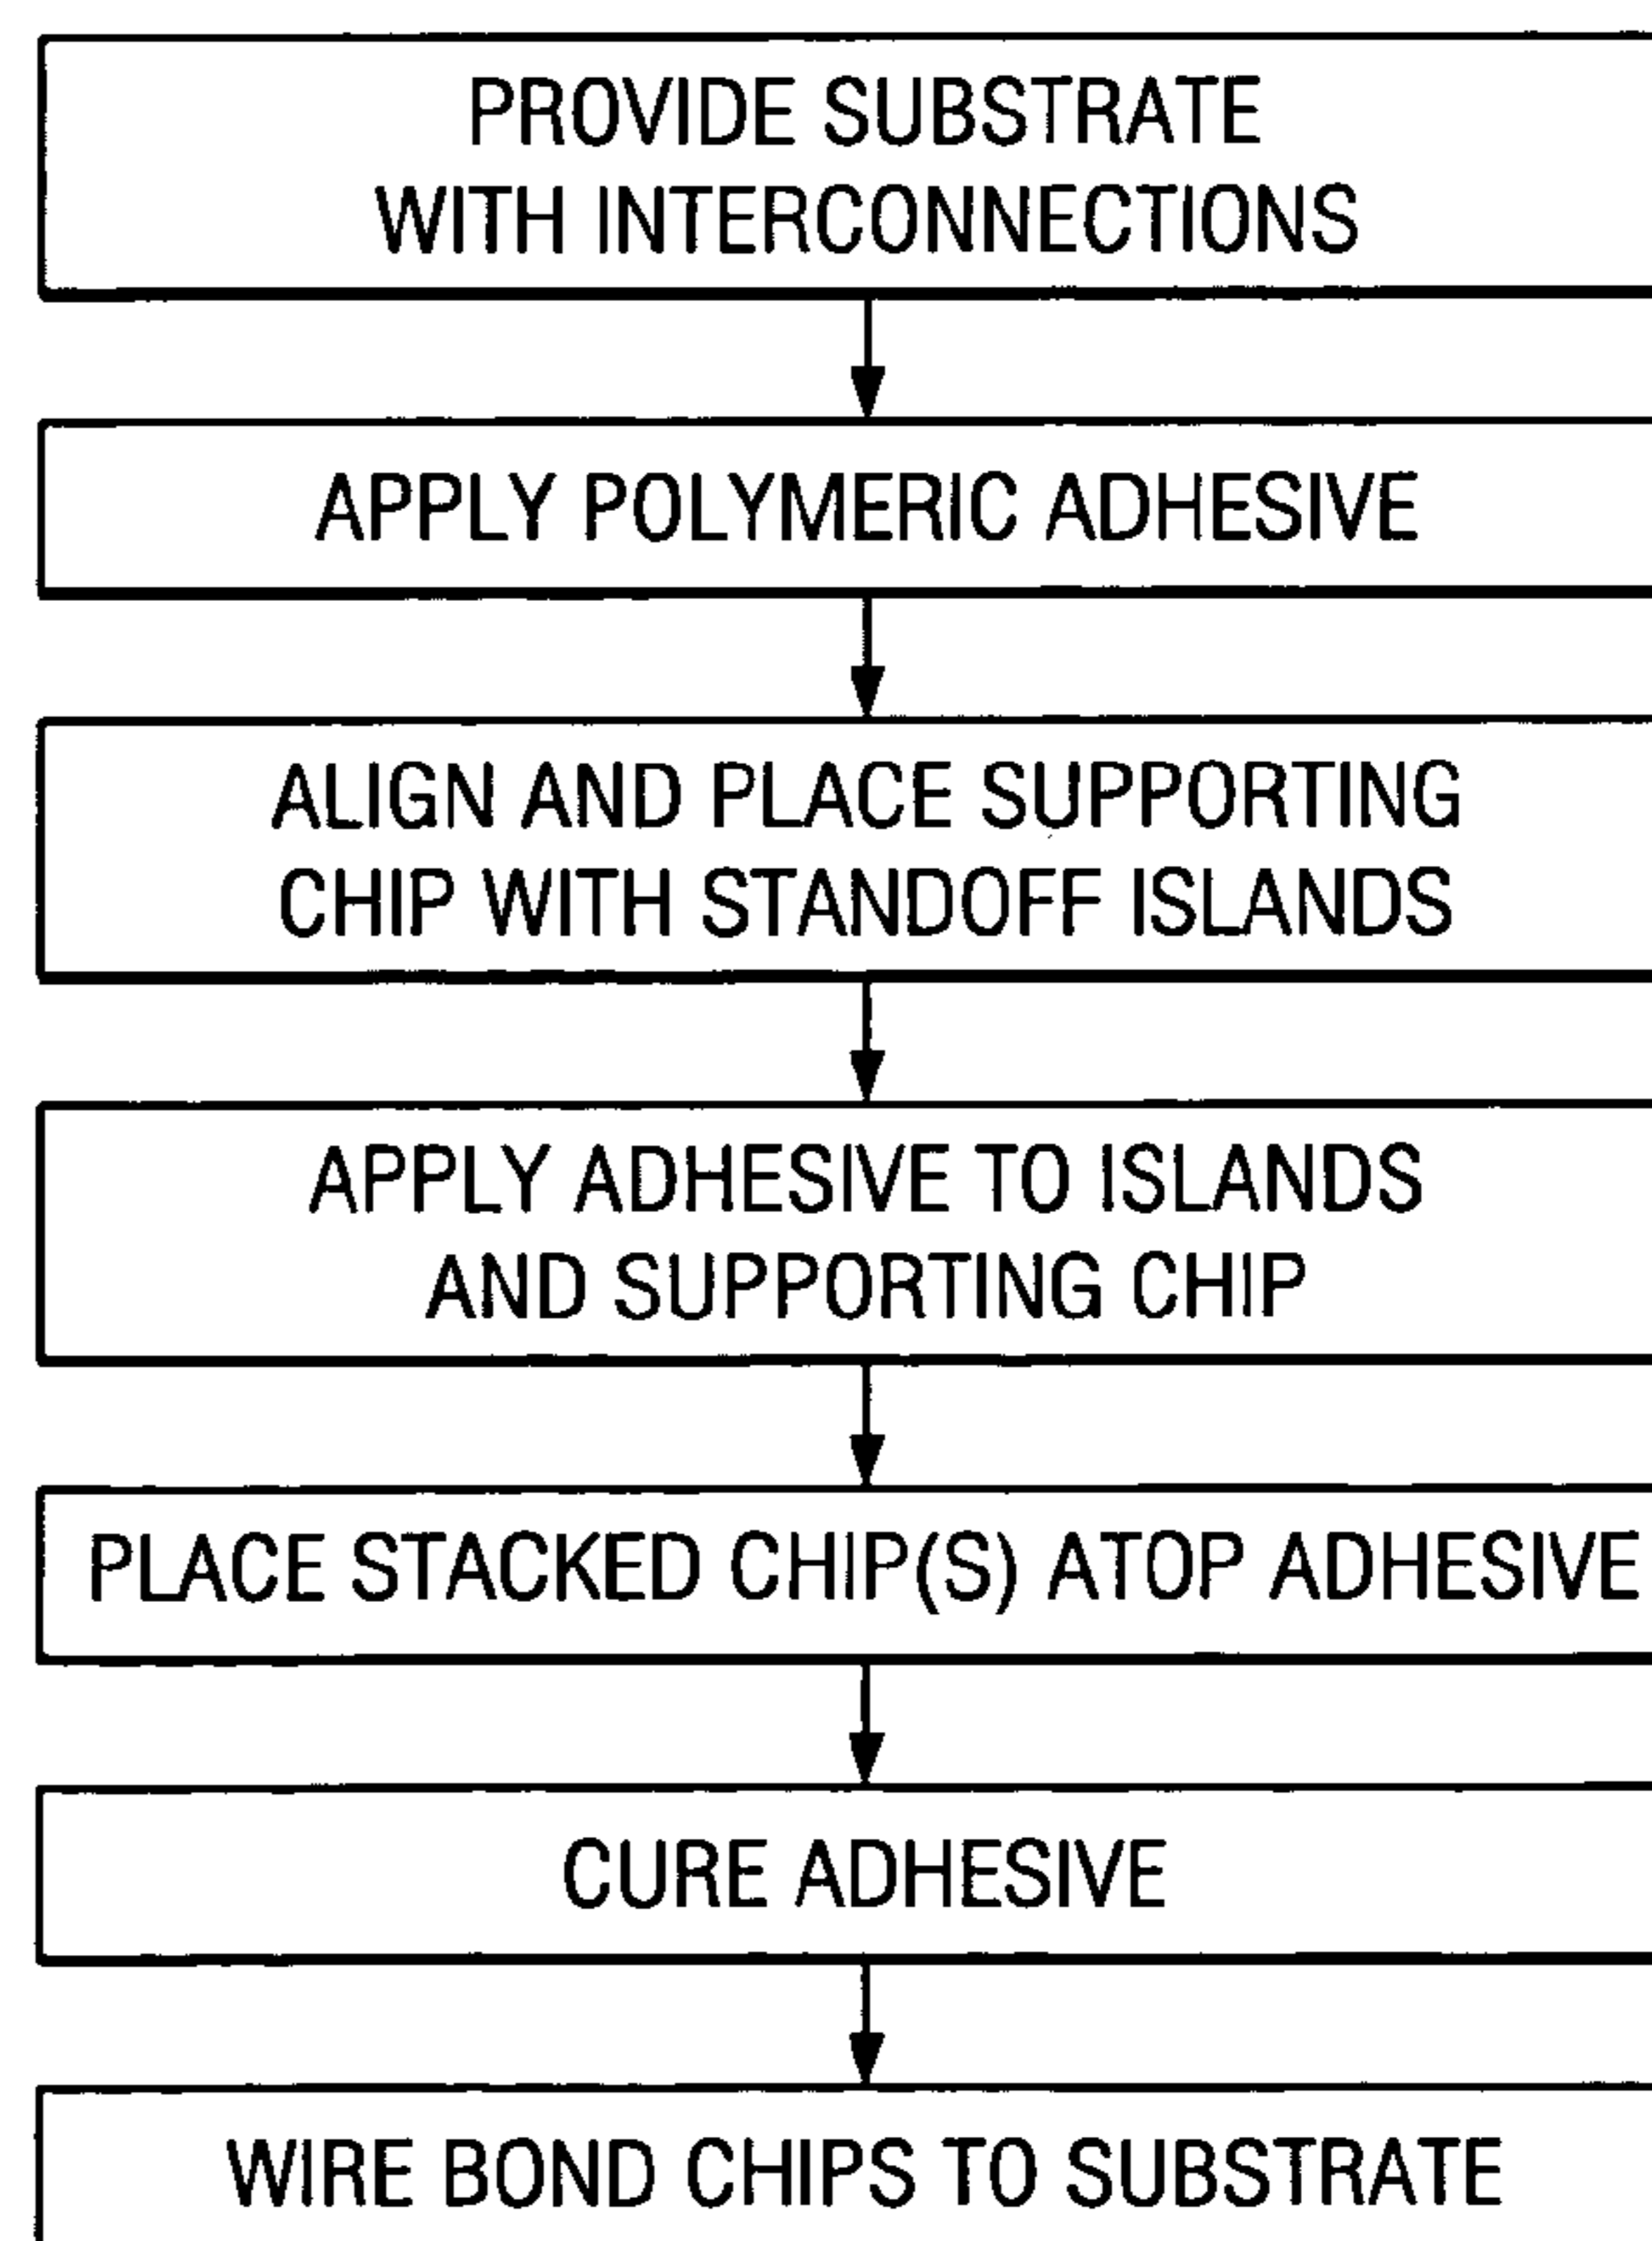 PROVIDE SUBSTRATE
WITH INTERCONNECTIONS
APPLY POLYMERIC ADHESIVE
ALIGN AND PLACE SUPPORTING
CHIP WITH STANDOFF ISLANDS
APPLY ADHESIVE TO ISLANDS
AND SUPPORTING CHIP
PLACE STACKED CHIP(S) ATOP ADHESIVE
CURE ADHESIVE
WIRE BOND CHIPS TO SUBSTRATE